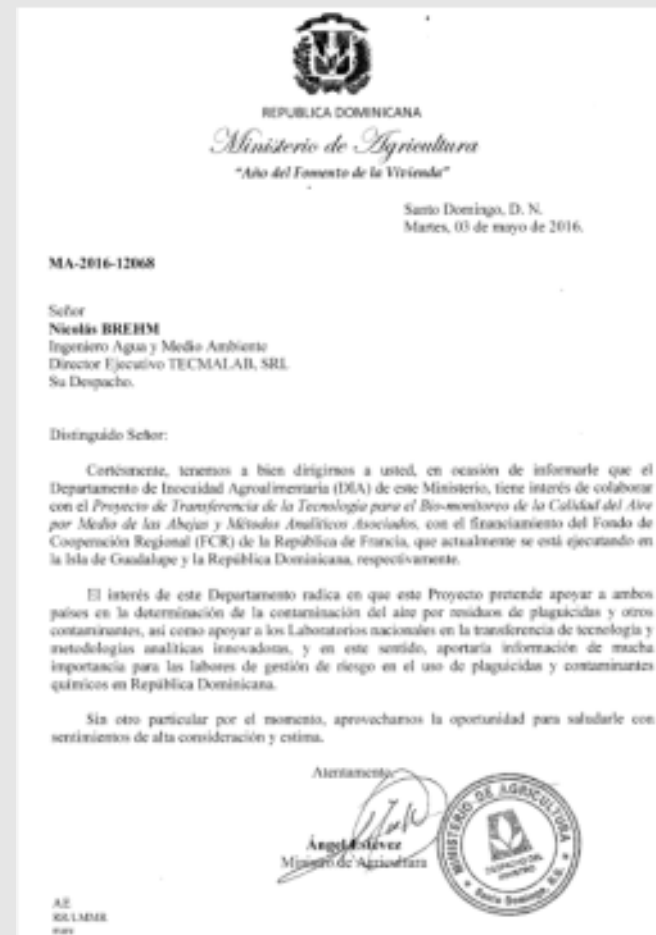 REPUBLICA DOMINICANA
Ministerio de Agricultura
"Año del Fomento de la Vivienda"
Santo Domingo, D. N.
Martes, 03 de mayo de 2016.
MA-2016-12068
Señor
Nicolás BREHM
Ingeniero Agua y Medio Ambiente
Director Ejecutivo TECMALAB, SRL
Su Despacho.
Distinguido Señor:
Cortésmente, tenemos a bien dirigirnos a usted, en ocasión de informarle que el
Departamento de Inocuidad Agroalimentaria (DIA) de este Ministerio, tiene interés de colaborar
con el Proyecto de Transferencia de la Tecnología para el Bio-monitoreo de la Calidad del Aire
por Medio de las Abejas y Métodos Analíticos Asociados, con el financiamiento del Fondo de
Cooperación Regional (FCR) de la República de Francia, que actualmente se está ejecutando en
la Isla de Guadalupe y la República Dominicana, respectivamente.
El interés de este Departamento radica en que este Proyecto pretende apoyar a ambos
países en la determinación de la contaminación del aire por residuos de plaguicidas y otros
contaminantes, así como apoyar a los Laboratorios nacionales en la transferencia de tecnología y
metodologías analíticas innovadoras, y en este sentido, aportaría información de mucha
importancia para las labores de gestión de riesgo en el uso de plaguicidas y contaminantes
químicos en República Dominicana.
Sin otro particular por el momento, aprovechamos la oportunidad para saludarle con
sentimientos de alta consideración y estima.
Atentamente,
Ángel Estévez
Ministro de Agricultura
MINISTERIO DE AGRICULTURA
DESPACHO DEL
MINISTRO
Santo Domingo, R.D.
AE
RR/LMMR